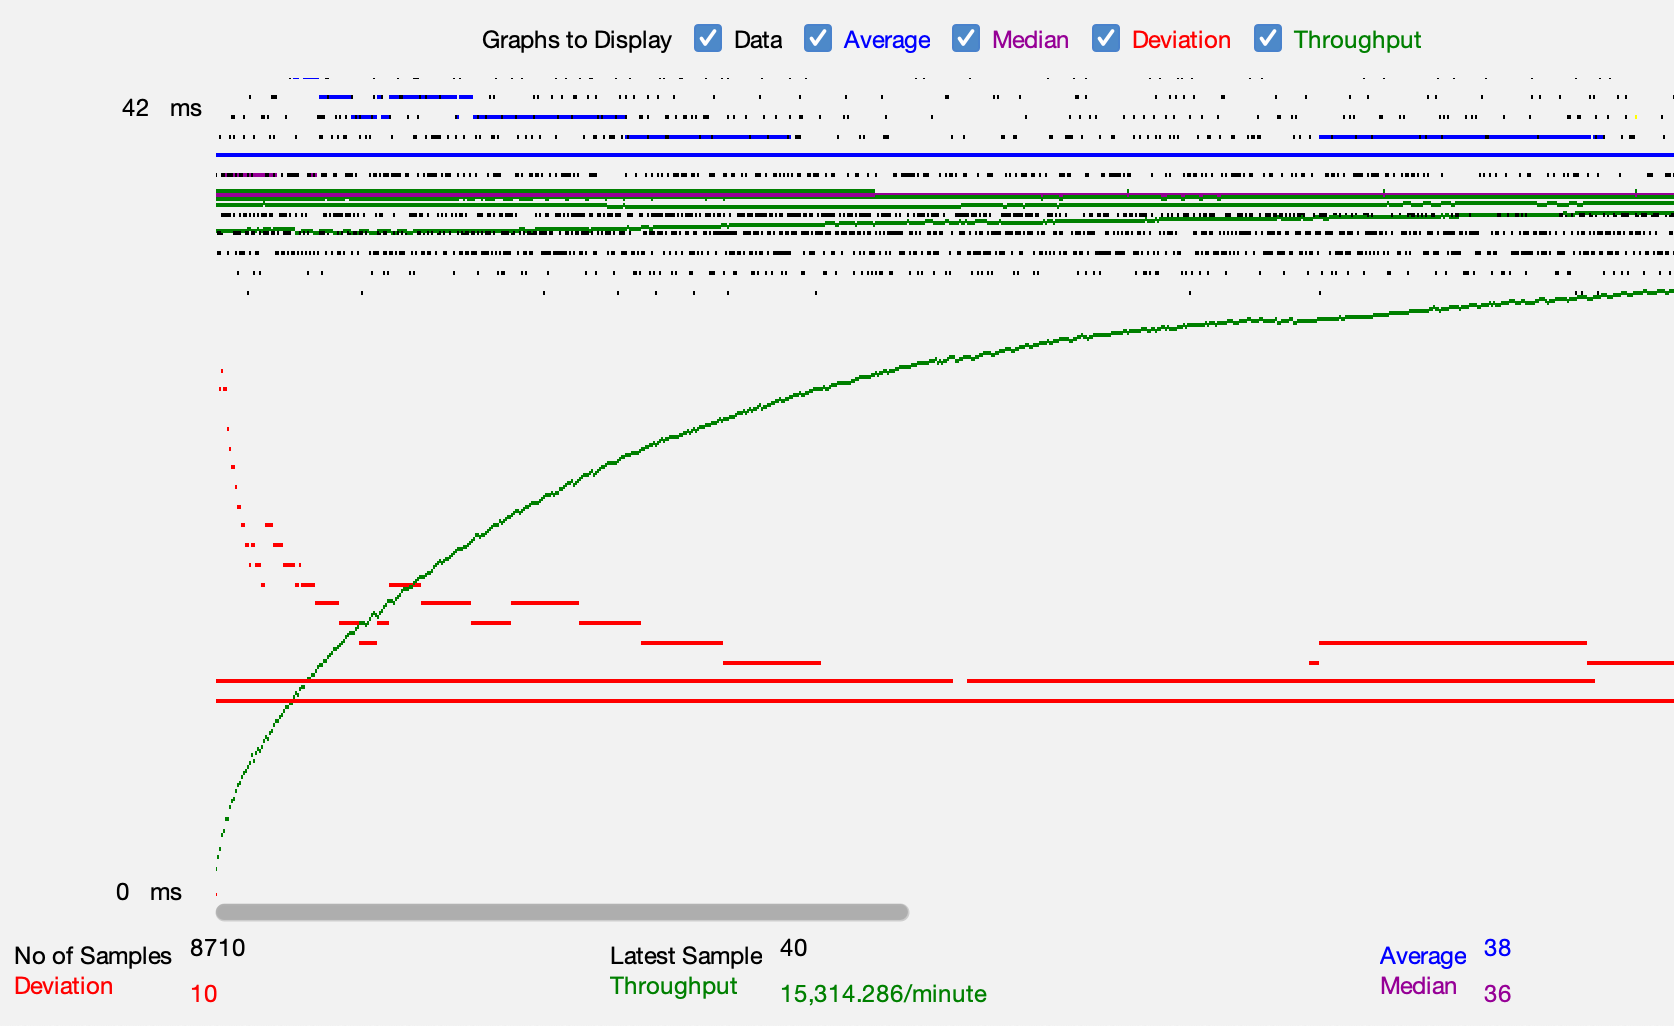 Graphs to Display Data Average Median Deviation Throughput
42 ms
0 ms
No of Samples 8710 Latest Sample 40 Average 38
Deviation 10 Throughput 15,314.286/minute Median 36